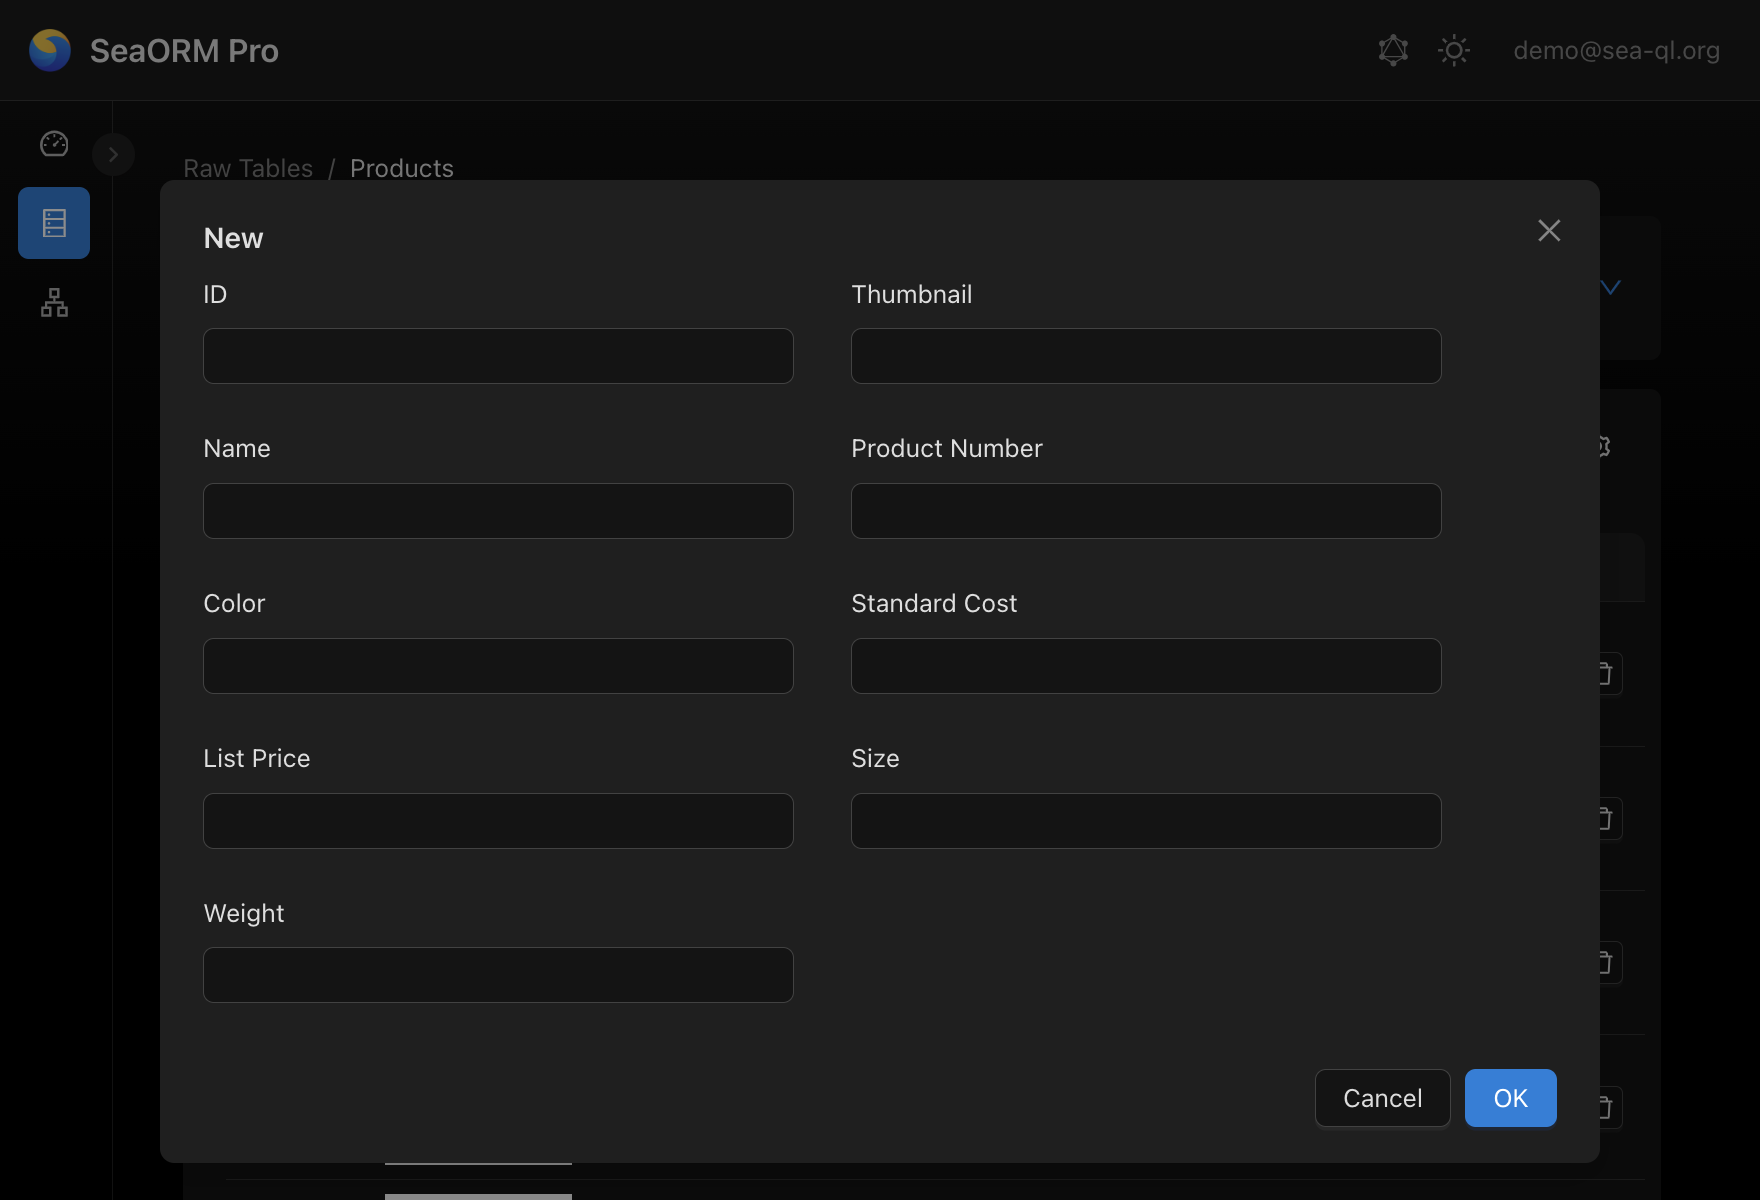 SeaORM Pro
demo@sea-ql.org
Raw Tables / Products
New
ID
Thumbnail
Name
Product Number
Color
Standard Cost
List Price
Size
Weight
Cancel
OK